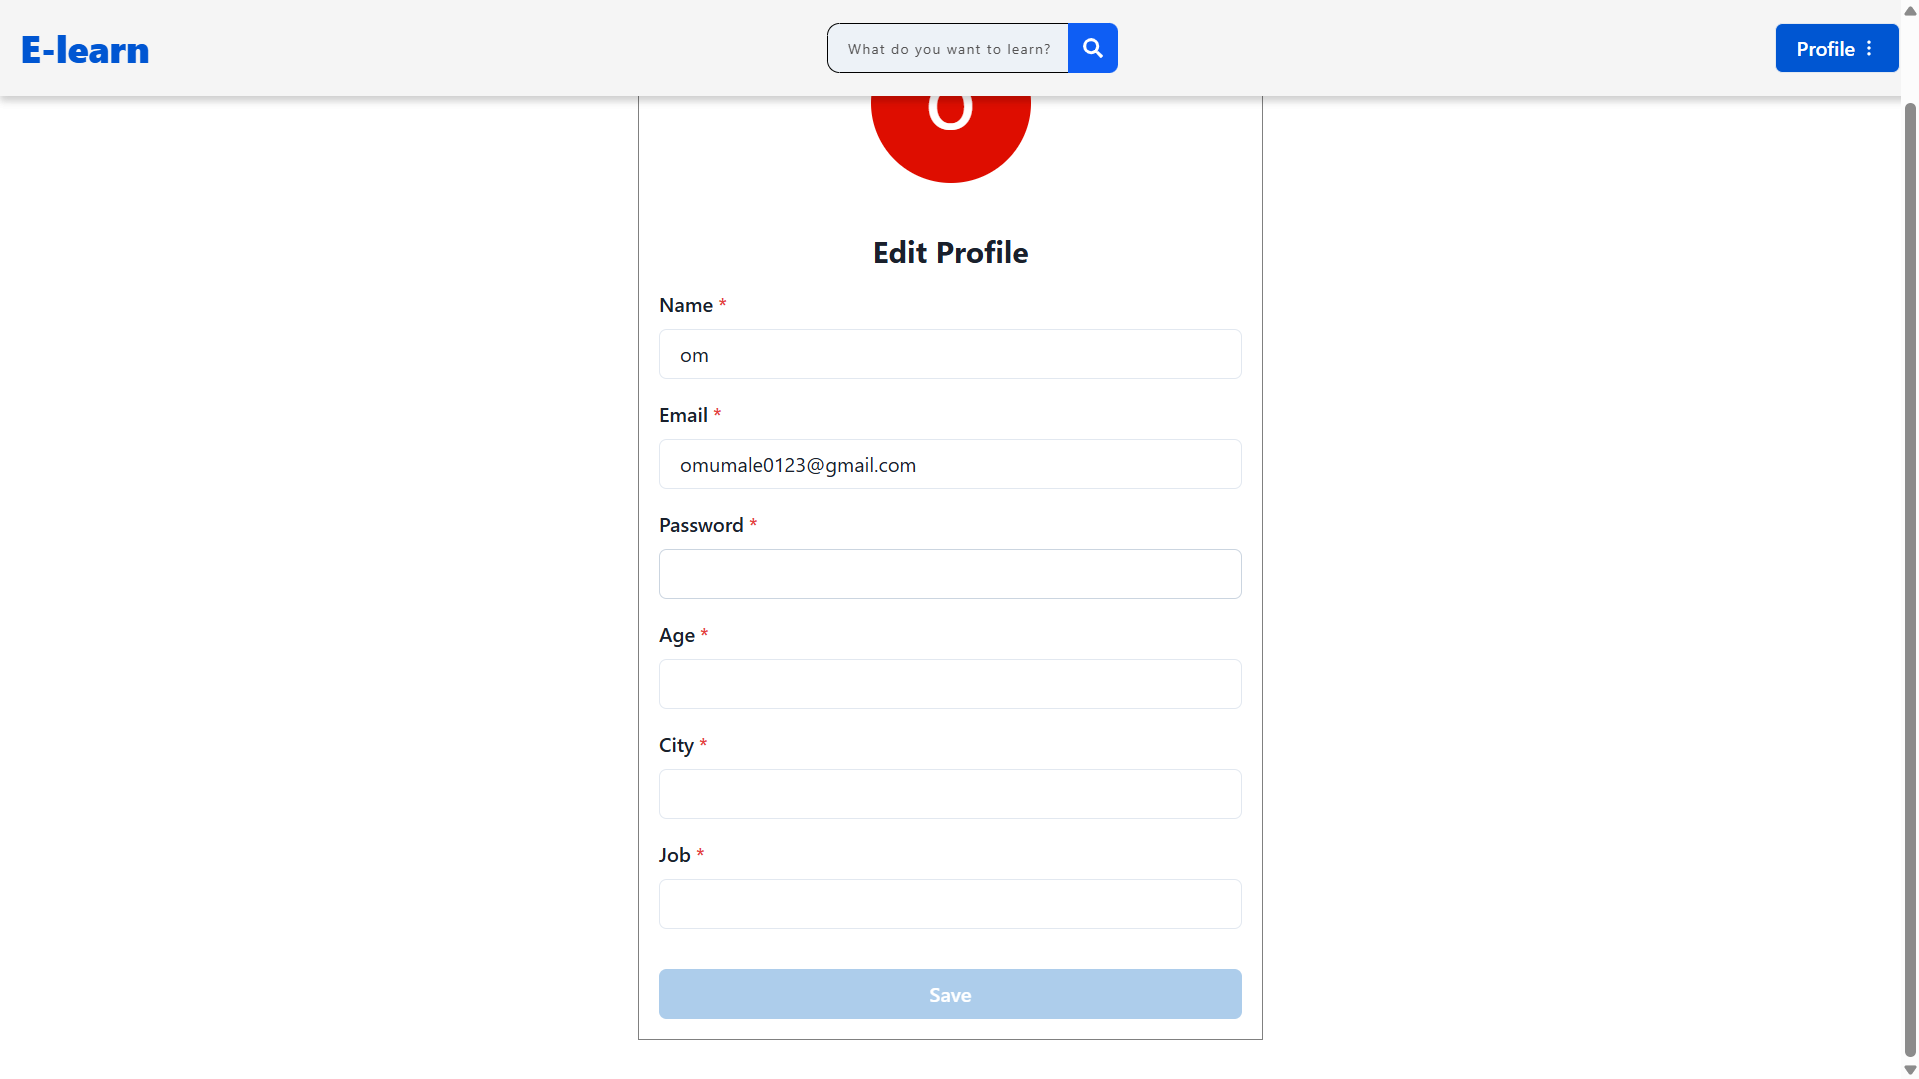 E-learn
What do you want to learn?
Profile
O
Edit Profile
Name *
om
Email *
omumale0123@gmail.com
Password *
Age *
City *
Job *
Save